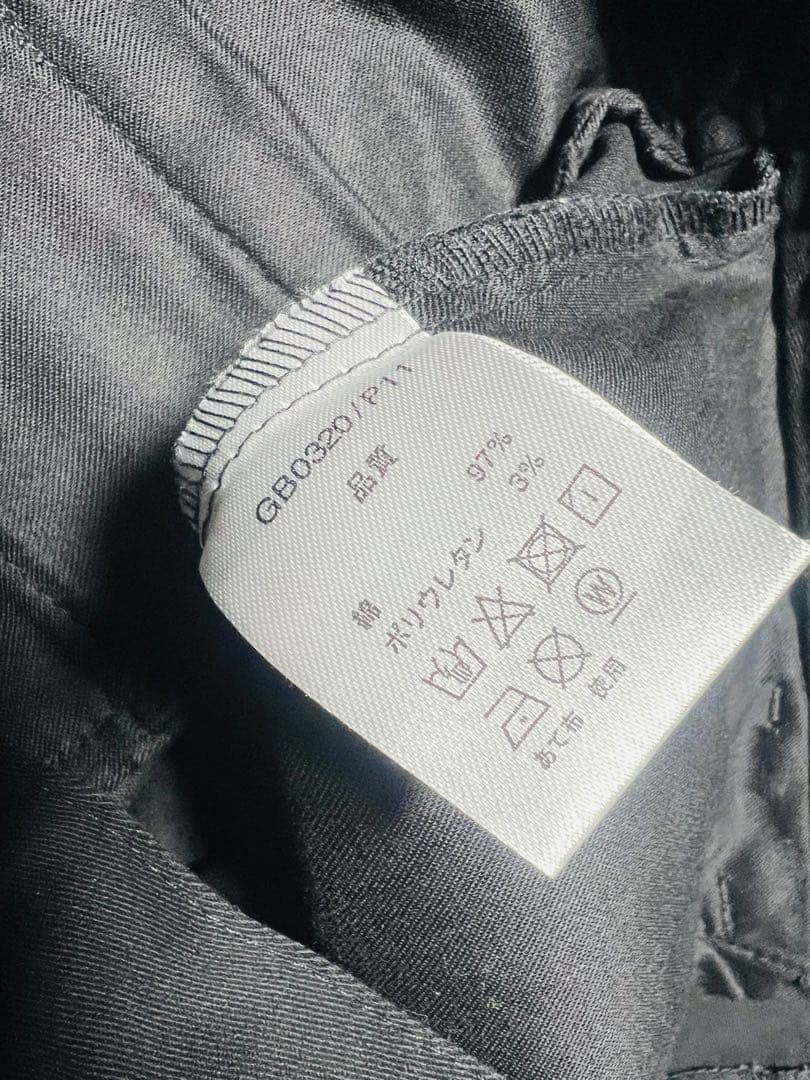 GB0320/P11
品質
綿 97%
ポリウレタン 3%
W
あて布 使用